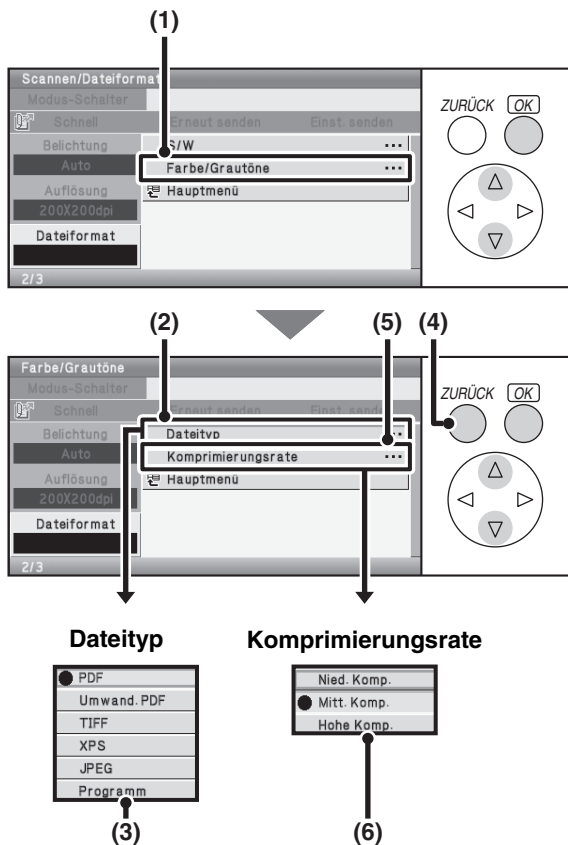 (1)
Scannen/Dateiformat
Modus-Schalter
Schnell Erneut senden Einst. senden
Belichtung S/W ...
Auto Farbe/Grautöne ...
Auflösung Hauptmenü
200X200dpi
Dateiformat
2/3
ZURÜCK OK
(2) (5) (4)
Farbe/Grautöne
Modus-Schalter
Schnell Erneut senden Einst. senden
Belichtung Dateityp ...
Auto Komprimierungsrate ...
Auflösung Hauptmenü
200X200dpi
Dateiformat
2/3
ZURÜCK OK
Dateityp Komprimierungsrate
PDF
Umwand. PDF
TIFF
XPS
JPEG
Programm
(3)
Nied. Komp.
Mitt. Komp.
Hohe Komp.
(6)